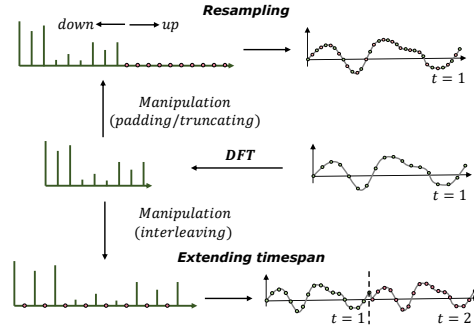 Resampling
down
up
t = 1
Manipulation
(padding/truncating)
DFT
t = 1
Manipulation
(interleaving)
Extending timespan
t = 1
t = 2